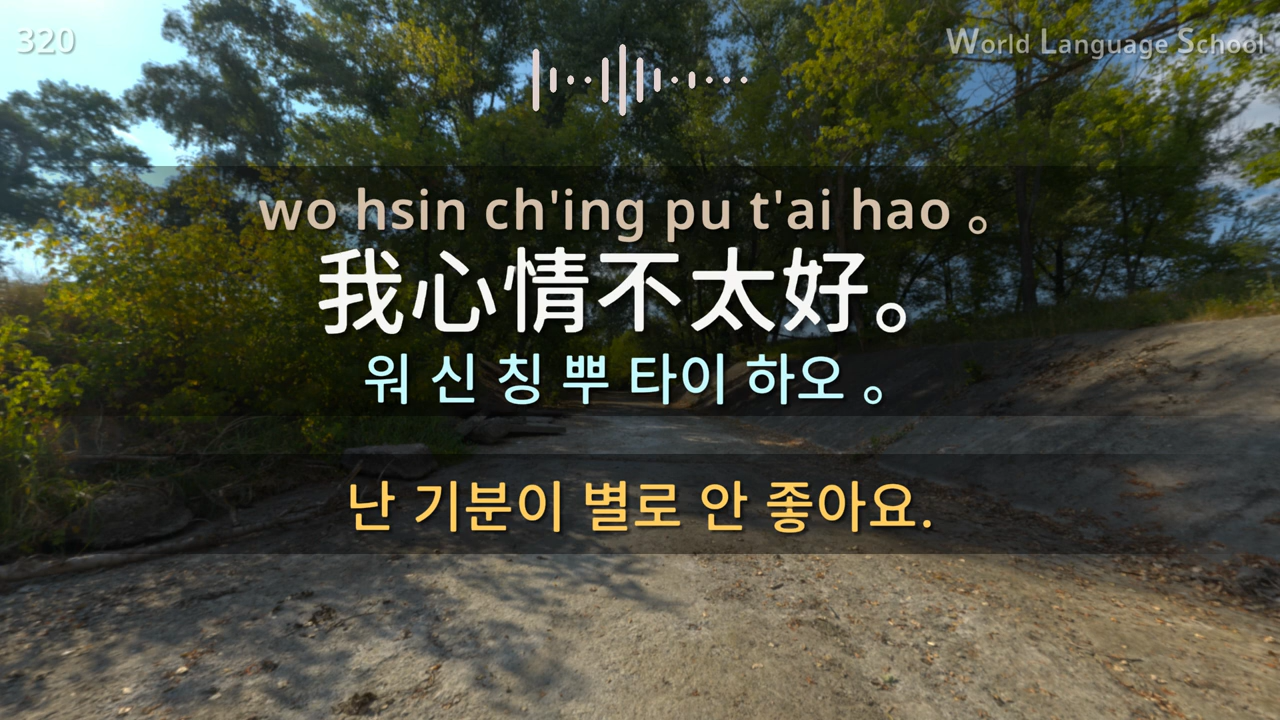 320
World Language School
wo hsin ch'ing pu t'ai hao 。
我心情不太好。
워 신 칭 뿌 타이 하오 。
난 기분이 별로 안 좋아요.